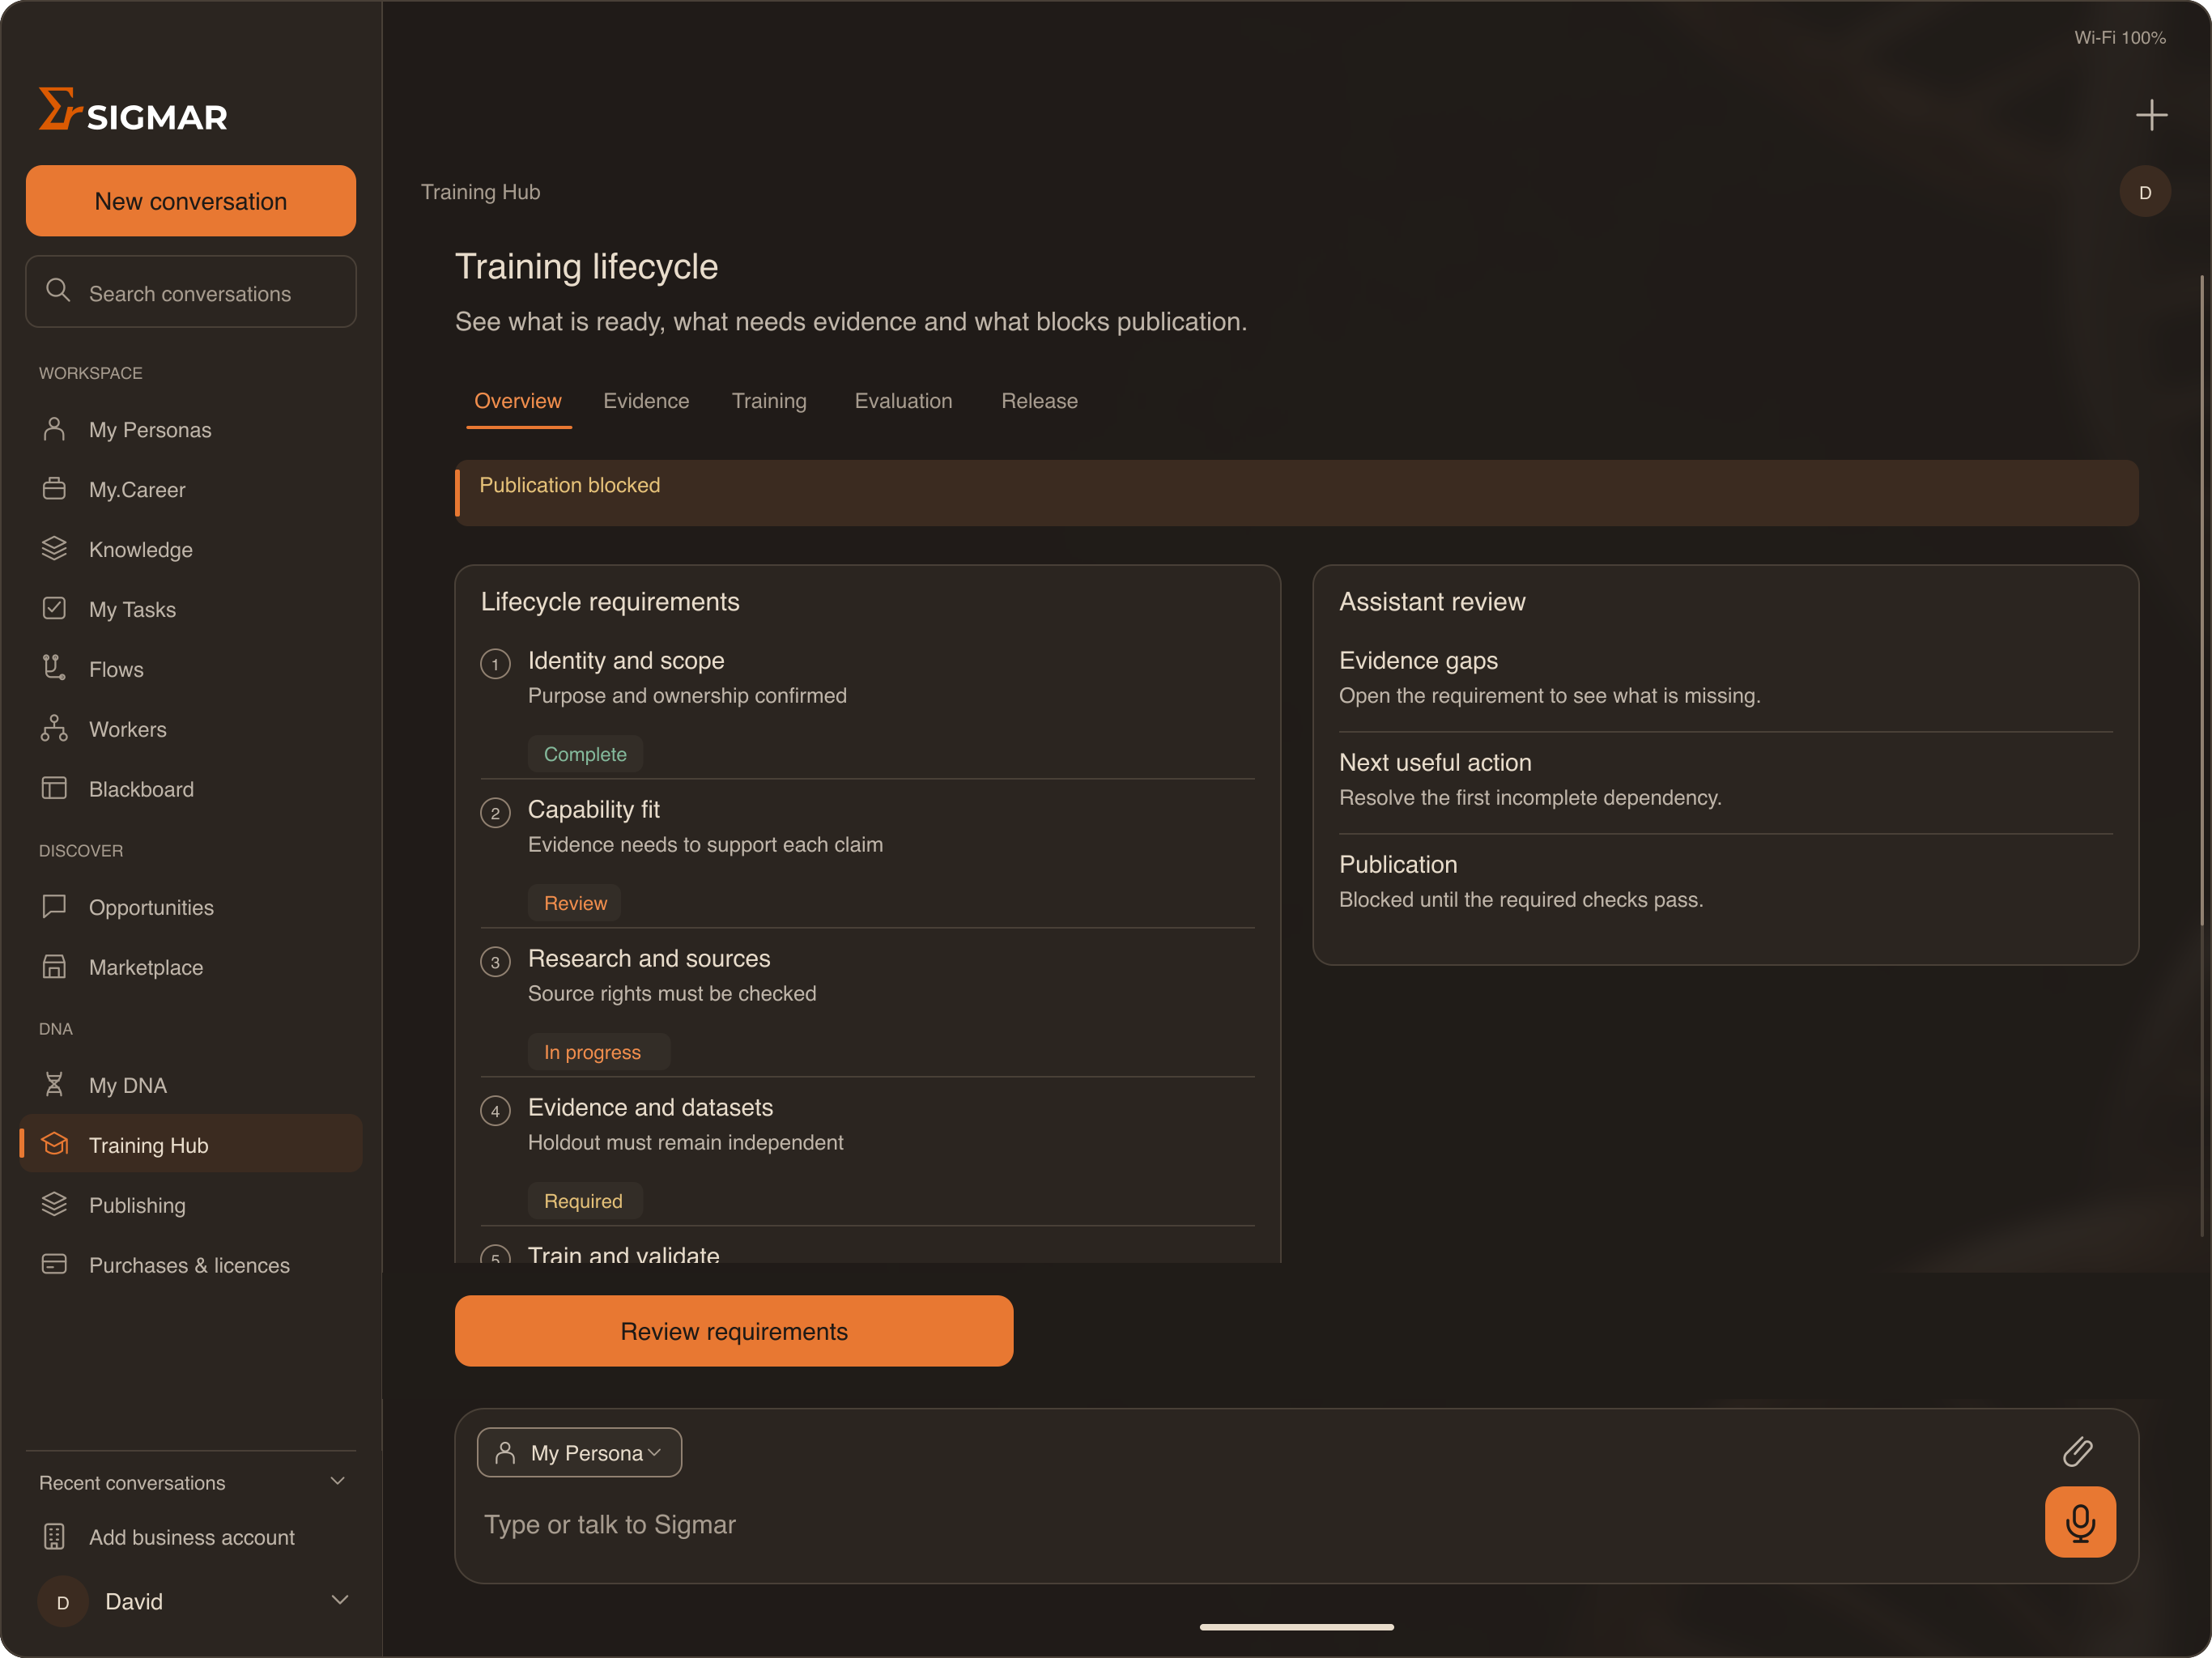 Wi-Fi 100%
Σr SIGMAR
New conversation
Search conversations
WORKSPACE
My Personas
My.Career
Knowledge
My Tasks
Flows
Workers
Blackboard
DISCOVER
Opportunities
Marketplace
DNA
My DNA
Training Hub
Publishing
Purchases & licences
Recent conversations
Add business account
D
David
Training Hub
D
Training lifecycle
See what is ready, what needs evidence and what blocks publication.
Overview
Evidence
Training
Evaluation
Release
Publication blocked
Lifecycle requirements
1 Identity and scope
Purpose and ownership confirmed
Complete
2 Capability fit
Evidence needs to support each claim
Review
3 Research and sources
Source rights must be checked
In progress
4 Evidence and datasets
Holdout must remain independent
Required
5 Train and validate
Assistant review
Evidence gaps
Open the requirement to see what is missing.
Next useful action
Resolve the first incomplete dependency.
Publication
Blocked until the required checks pass.
Review requirements
My Persona
Type or talk to Sigmar